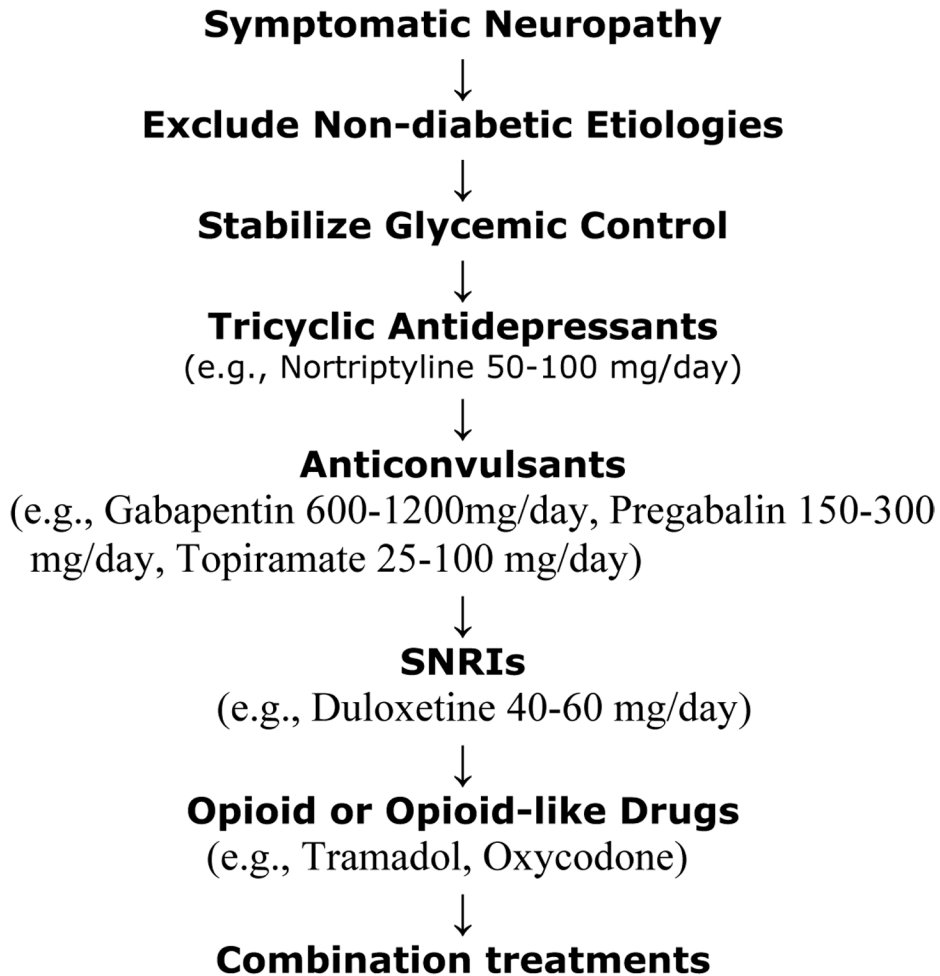 Symptomatic Neuropathy
↓
Exclude Non-diabetic Etiologies
↓
Stabilize Glycemic Control
↓
Tricyclic Antidepressants
(e.g., Nortriptyline 50-100 mg/day)
↓
Anticonvulsants
(e.g., Gabapentin 600-1200mg/day, Pregabalin 150-300
mg/day, Topiramate 25-100 mg/day)
↓
SNRIs
(e.g., Duloxetine 40-60 mg/day)
↓
Opioid or Opioid-like Drugs
(e.g., Tramadol, Oxycodone)
↓
Combination treatments